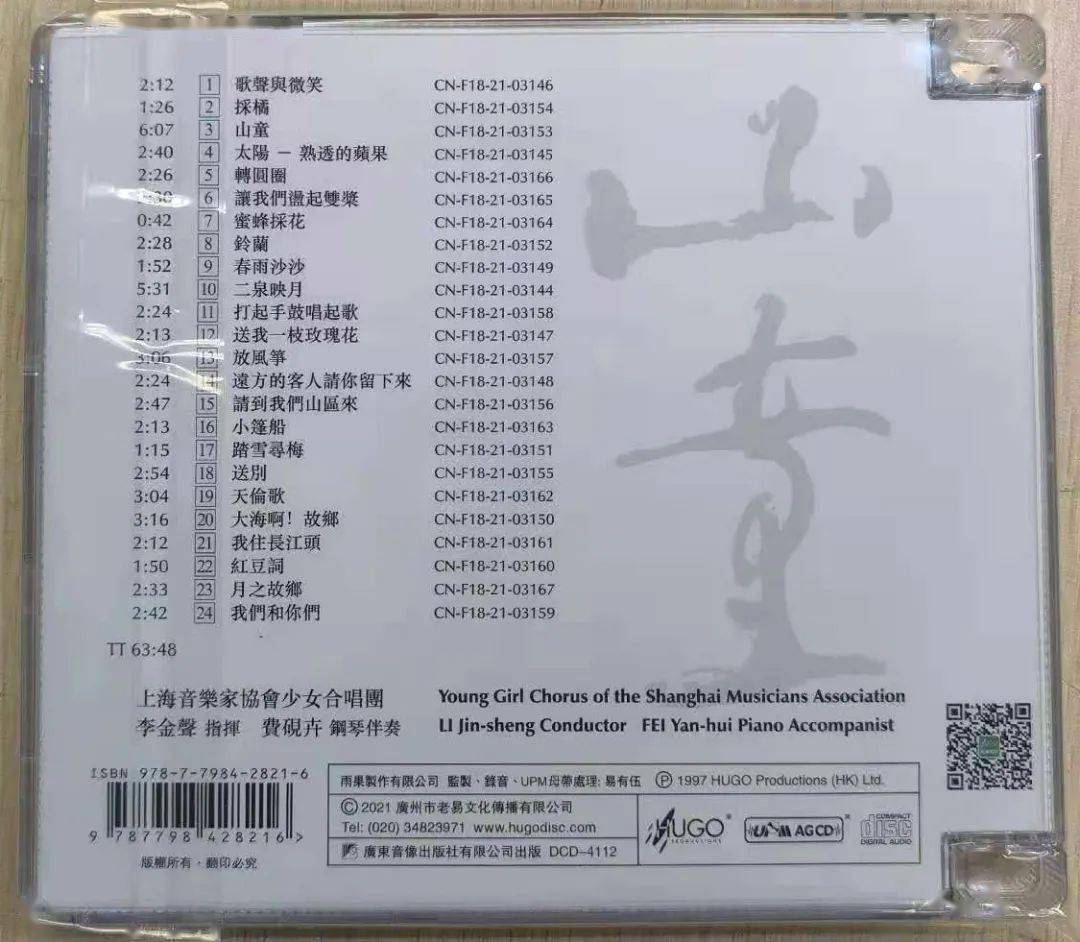 2:12 1 歌聲與微笑 CN-F18-21-03146
1:26 2 採橘 CN-F18-21-03154
6:07 3 山童 CN-F18-21-03153
2:40 4 太陽 — 熟透的蘋果 CN-F18-21-03145
2:26 5 轉圓圈 CN-F18-21-03166
6 讓我們盪起雙槳 CN-F18-21-03165
0:42 7 蜜蜂採花 CN-F18-21-03164
2:28 8 鈴蘭 CN-F18-21-03152
1:52 9 春雨沙沙 CN-F18-21-03149
5:31 10 二泉映月 CN-F18-21-03144
2:24 11 打起手鼓唱起歌 CN-F18-21-03158
2:13 12 送我一枝玫瑰花 CN-F18-21-03147
3:06 13 放風箏 CN-F18-21-03157
2:24 14 遠方的客人請你留下來 CN-F18-21-03148
2:47 15 請到我們山區來 CN-F18-21-03156
2:13 16 小篷船 CN-F18-21-03163
1:15 17 踏雪尋梅 CN-F18-21-03151
2:54 18 送別 CN-F18-21-03155
3:04 19 天倫歌 CN-F18-21-03162
3:16 20 大海啊! 故鄉 CN-F18-21-03150
2:12 21 我住長江頭 CN-F18-21-03161
1:50 22 紅豆詞 CN-F18-21-03160
2:33 23 月之故鄉 CN-F18-21-03167
2:42 24 我們和你們 CN-F18-21-03159
TT 63:48
山童
上海音樂家協會少女合唱團 Young Girl Chorus of the Shanghai Musicians Association
李金聲 指揮 費硯卉 鋼琴伴奏 LI Jin-sheng Conductor FEI Yan-hui Piano Accompanist
ISBN 978-7-7984-2821-6
9 787798 428216 >
版權所有，翻印必究
雨果製作有限公司 監製、錄音、UPM母帶處理: 易有伍 Ⓟ 1997 HUGO Productions (HK) Ltd.
© 2021 廣州市老易文化傳播有限公司
Tel: (020) 34823971 www.hugodisc.com
廣東音像出版社有限公司出版 DCD-4112
HUGO®
PRODUCTIONS
UPM AGCD
COMPACT
disc
DIGITAL AUDIO